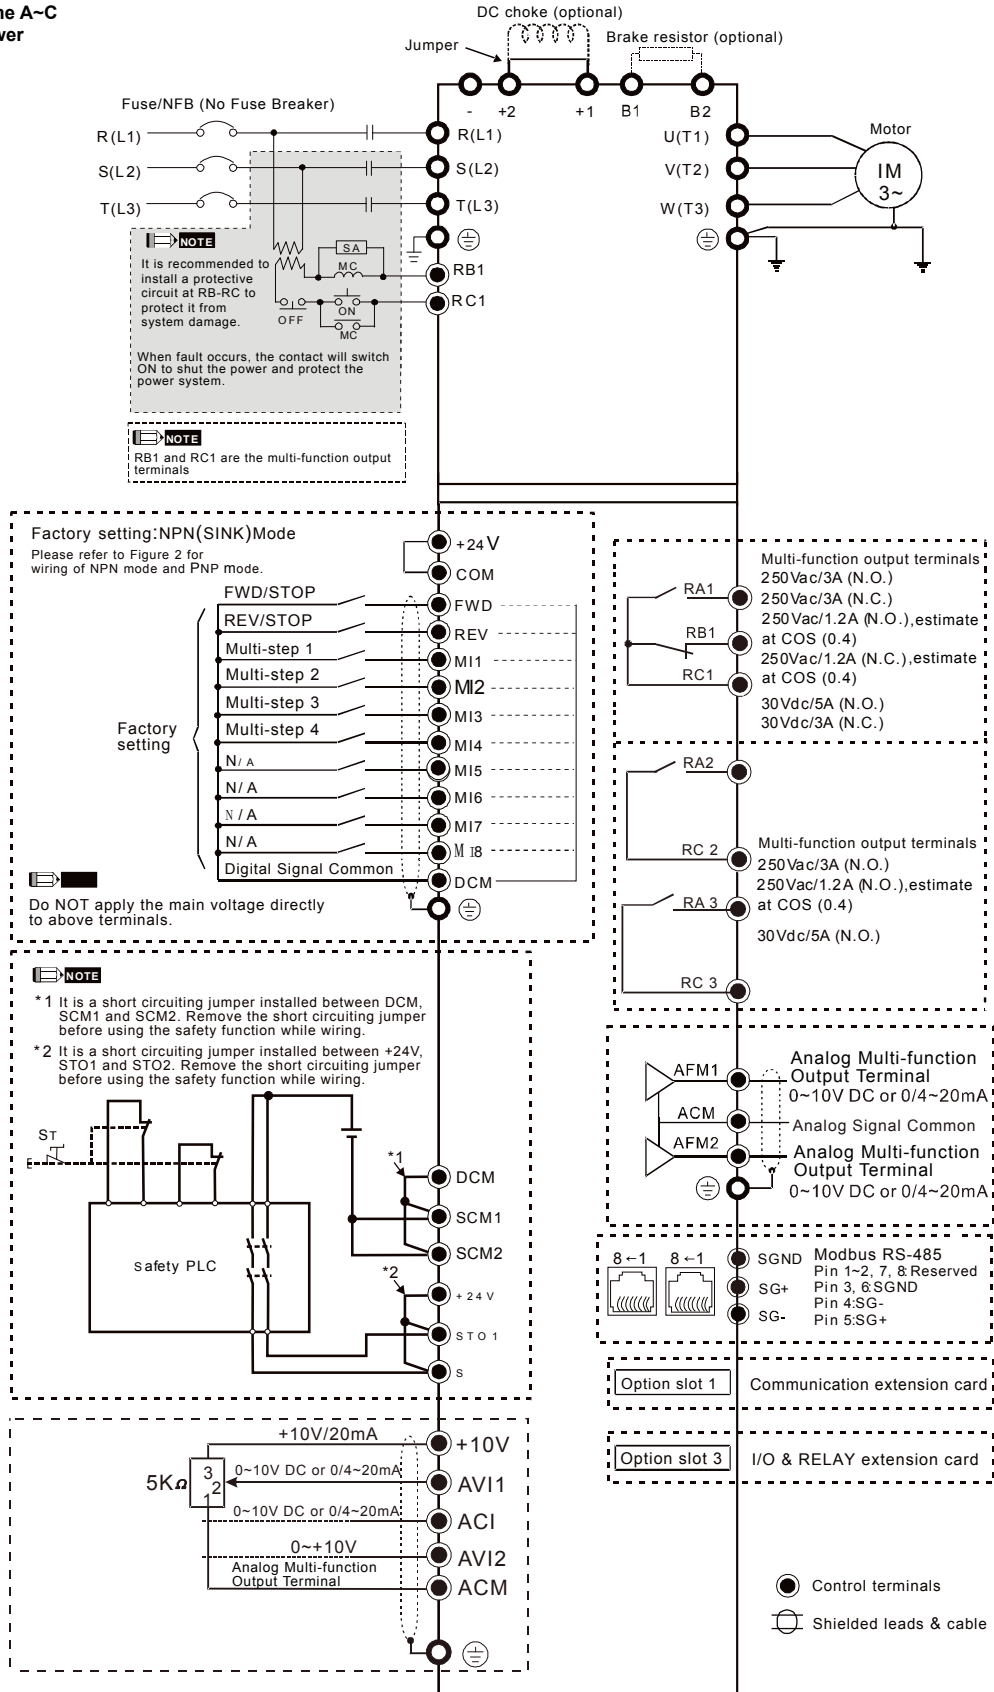 ne A~C
wer
DC choke (optional)
Jumper
Brake resistor (optional)
- +2 +1 B1 B2
Fuse/NFB (No Fuse Breaker)
R(L1)
S(L2)
T(L3)
R(L1)
S(L2)
T(L3)
RB1
RC1
U(T1)
V(T2)
W(T3)
Motor
IM
3~
NOTE
It is recommended to
install a protective
circuit at RB-RC to
protect it from
system damage.
SA
MC
ON
OFF
MC
When fault occurs, the contact will switch
ON to shut the power and protect the
power system.
NOTE
RB1 and RC1 are the multi-function output
terminals
Factory setting:NPN(SINK)Mode
Please refer to Figure 2 for
wiring of NPN mode and PNP mode.
+24V
COM
FWD/STOP
FWD
REV/STOP
REV
Multi-step 1
MI1
Multi-step 2
MI2
Multi-step 3
MI3
Multi-step 4
MI4
Factory
setting
N/A
MI5
N/A
MI6
N/A
MI7
N/A
MI8
Digital Signal Common
DCM
Do NOT apply the main voltage directly
to above terminals.
RA1
RB1
RC1
Multi-function output terminals
250Vac/3A (N.O.)
250Vac/3A (N.C.)
250Vac/1.2A (N.O.),estimate
at COS (0.4)
250Vac/1.2A (N.C.),estimate
at COS (0.4)
30Vdc/5A (N.O.)
30Vdc/3A (N.C.)
RA2
RC 2
RA 3
RC 3
Multi-function output terminals
250Vac/3A (N.O.)
250Vac/1.2A (N.O.),estimate
at COS (0.4)
30Vdc/5A (N.O.)
NOTE
*1 It is a short circuiting jumper installed between DCM,
SCM1 and SCM2. Remove the short circuiting jumper
before using the safety function while wiring.
*2 It is a short circuiting jumper installed between +24V,
STO1 and STO2. Remove the short circuiting jumper
before using the safety function while wiring.
ST
E
Safety PLC
*1
DCM
SCM1
SCM2
*2
+24V
STO1
S
AFM1
ACM
AFM2
Analog Multi-function
Output Terminal
0~10V DC or 0/4~20mA
Analog Signal Common
Analog Multi-function
Output Terminal
0~10V DC or 0/4~20mA
8←1 8←1
SGND
SG+
SG-
Modbus RS-485
Pin 1~2, 7, 8:Reserved
Pin 3, 6:SGND
Pin 4:SG-
Pin 5:SG+
Option slot 1 Communication extension card
Option slot 3 I/O & RELAY extension card
+10V/20mA
+10V
5KΩ
3
2
1
0~10V DC or 0/4~20mA
AVI1
0~10V DC or 0/4~20mA
ACI
0~+10V
AVI2
Analog Multi-function
Output Terminal
ACM
Control terminals
Shielded leads & cable